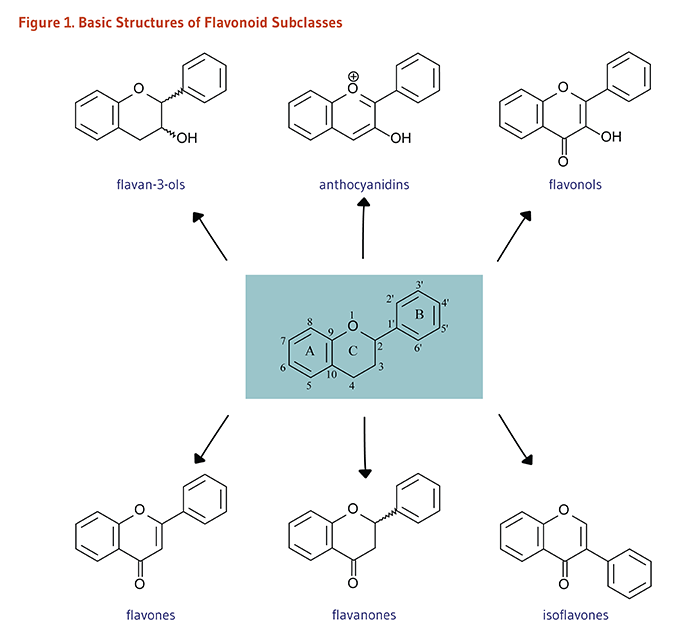 Figure 1. Basic Structures of Flavonoid Subclasses
O
OH
flavan-3-ols
O
⊕
OH
anthocyanidins
O
OH
O
flavonols
1
O
2
3
4
5
6
7
8
9
10
A
C
B
1'
2'
3'
4'
5'
6'
O
O
flavones
O
O
flavanones
O
O
isoflavones